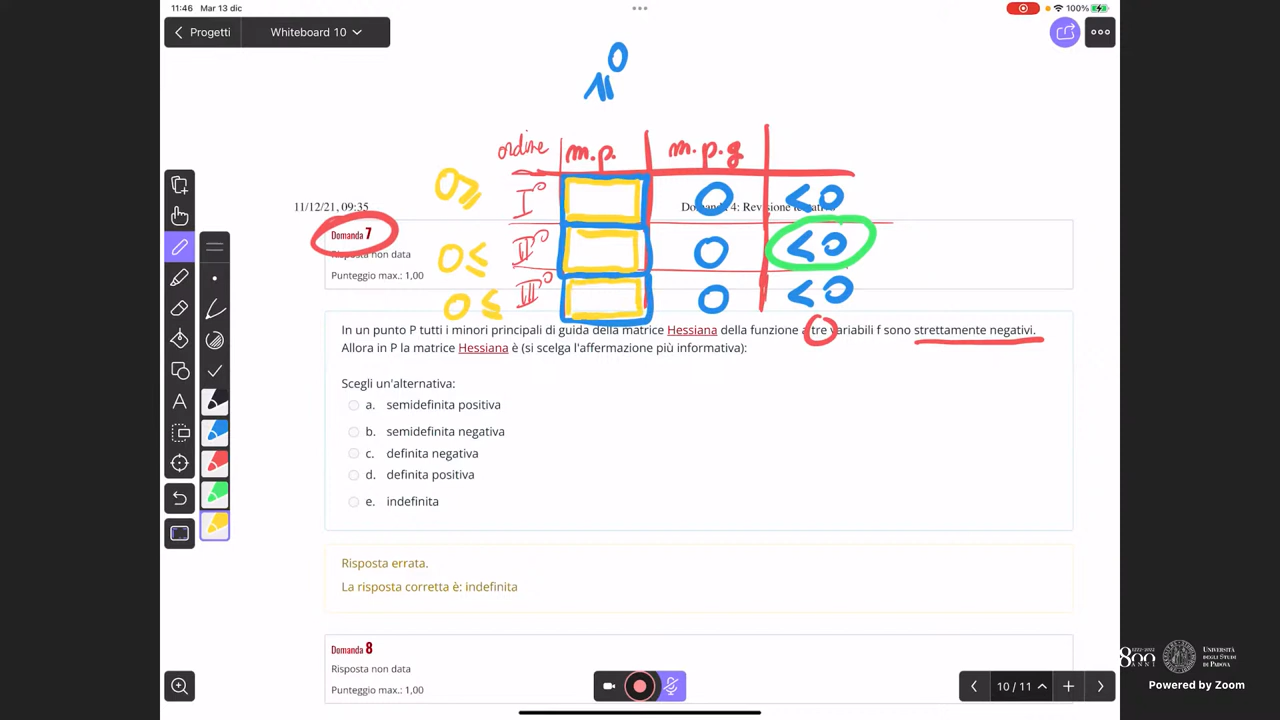 11:46 Mar 13 dic
100%
Progetti
Whiteboard 10
ordine m.p. m.p.g
0≥ I° 0 <0
0≤ II° 0 <0
0≤ III° 0 <0
11/12/21, 09:35
Domanda 7
Risposta non data
Punteggio max.: 1,00
In un punto P tutti i minori principali di guida della matrice Hessiana della funzione a tre variabili f sono strettamente negativi.
Allora in P la matrice Hessiana è (si scelga l'affermazione più informativa):
Scegli un'alternativa:
a. semidefinita positiva
b. semidefinita negativa
c. definita negativa
d. definita positiva
e. indefinita
Risposta errata.
La risposta corretta è: indefinita
Domanda 8
Risposta non data
Punteggio max.: 1,00
10 / 11
800
ANNI
UNIVERSITÀ
DEGLI STUDI
DI PADOVA
Powered by Zoom